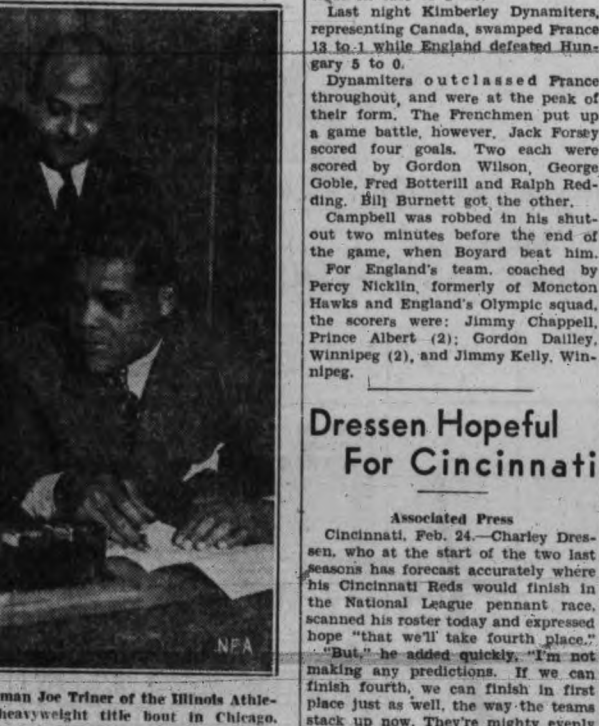 NEA
man Joe Triner of the Illinois Athle-
heavyweight title bout in Chicago.
Last night Kimberley Dynamiters,
representing Canada, swamped France
13 to 1 while England defeated Hun-
gary 5 to 0.
Dynamiters outclassed France
throughout, and were at the peak of
their form. The Frenchmen put up
a game battle, however. Jack Forsey
scored four goals. Two each were
scored by Gordon Wilson, George
Goble, Fred Botterill and Ralph Red-
ding. Bill Burnett got the other.
Campbell was robbed in his shut-
out two minutes before the end of
the game, when Boyard beat him.
For England's team, coached by
Percy Nicklin, formerly of Moncton
Hawks and England's Olympic squad,
the scorers were: Jimmy Chappell,
Prince Albert (2); Gordon Dailley,
Winnipeg (2), and Jimmy Kelly, Win-
nipeg.
Dressen Hopeful
For Cincinnati
Associated Press
Cincinnati, Feb. 24.—Charley Dres-
sen, who at the start of the two last
seasons has forecast accurately where
his Cincinnati Reds would finish in
the National League pennant race,
scanned his roster today and expressed
hope "that we'll take fourth place."
"But," he added quickly, "I'm not
making any predictions. If we can
finish fourth, we can finish in first
place just as well, the way the teams
stack up now. They're mighty evenly